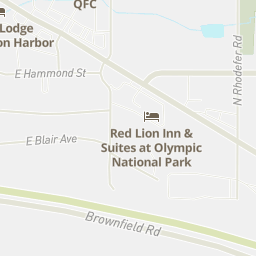 QFC
Lodge
on Harbor
E Hammond St
N Rhodefer Rd
Red Lion Inn &
Suites at Olympic
National Park
E Blair Ave
Brownfield Rd